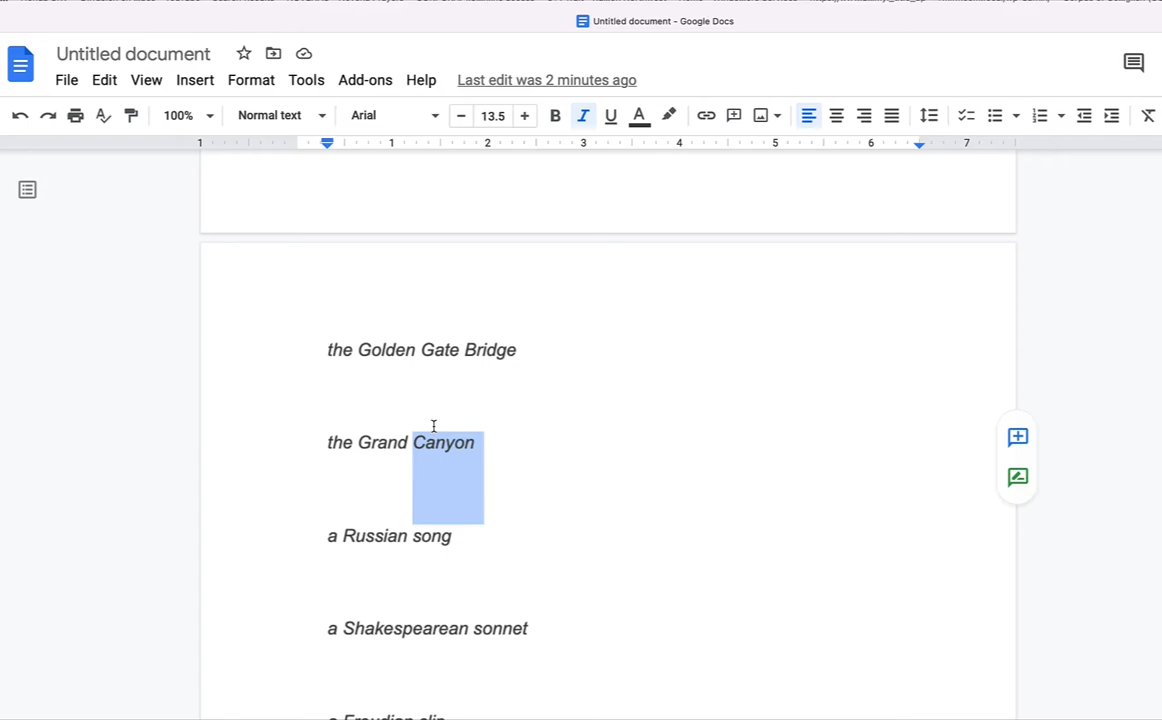 Untitled document - Google Docs
Untitled document
File Edit View Insert Format Tools Add-ons Help Last edit was 2 minutes ago
100% Normal text Arial 13.5 B I U A
1 1 2 3 4 5 6 7
the Golden Gate Bridge
the Grand Canyon
a Russian song
a Shakespearean sonnet
a Freudian slip